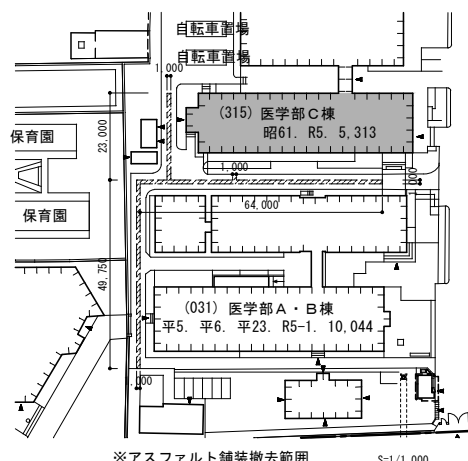 自転車置場
自転車置場
1,000
(315) 医学部C棟
昭61. R5. 5,313
保育園
23,000
1,000
1,000
保育園
64,000
49,750
(031) 医学部A・B棟
平5. 平6. 平23. R5-1. 10,044
1,000
※アスファルト舗装撤去範囲
S=1/1,000